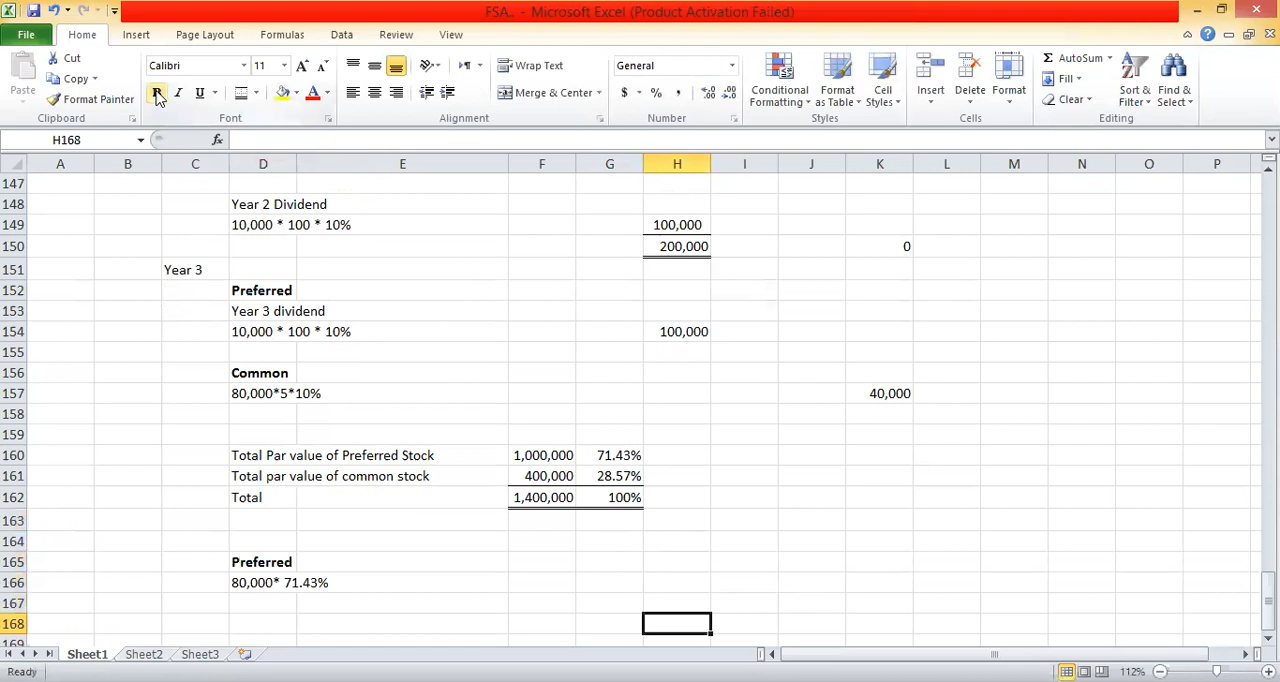 FSA.. - Microsoft Excel (Product Activation Failed)
File Home Insert Page Layout Formulas Data Review View
Paste
Cut
Copy
Format Painter
Clipboard
Calibri 11
B I U
Font
Wrap Text
Merge & Center
Alignment
General
$ % ,
Number
Conditional Formatting
Format as Table
Cell Styles
Styles
Insert Delete Format
Cells
Σ AutoSum
Fill
Clear
Sort & Filter
Find & Select
Editing
H168 fx
A B C D E F G H I J K L M N O P
147
148 Year 2 Dividend
149 10,000 * 100 * 10% 100,000
150 200,000 0
151 Year 3
152 Preferred
153 Year 3 dividend
154 10,000 * 100 * 10% 100,000
155
156 Common
157 80,000*5*10% 40,000
158
159
160 Total Par value of Preferred Stock 1,000,000 71.43%
161 Total par value of common stock 400,000 28.57%
162 Total 1,400,000 100%
163
164
165 Preferred
166 80,000* 71.43%
167
168
169
Sheet1 Sheet2 Sheet3
Ready 112%